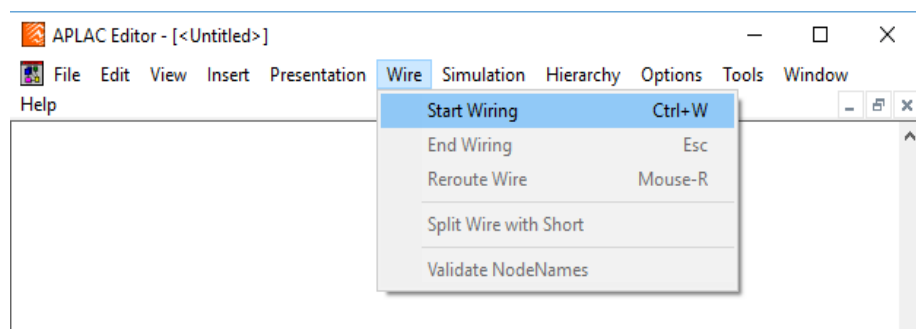 APLAC Editor - [<Untitled>]
File Edit View Insert Presentation Wire Simulation Hierarchy Options Tools Window
Help
Start Wiring Ctrl+W
End Wiring Esc
Reroute Wire Mouse-R
Split Wire with Short
Validate NodeNames